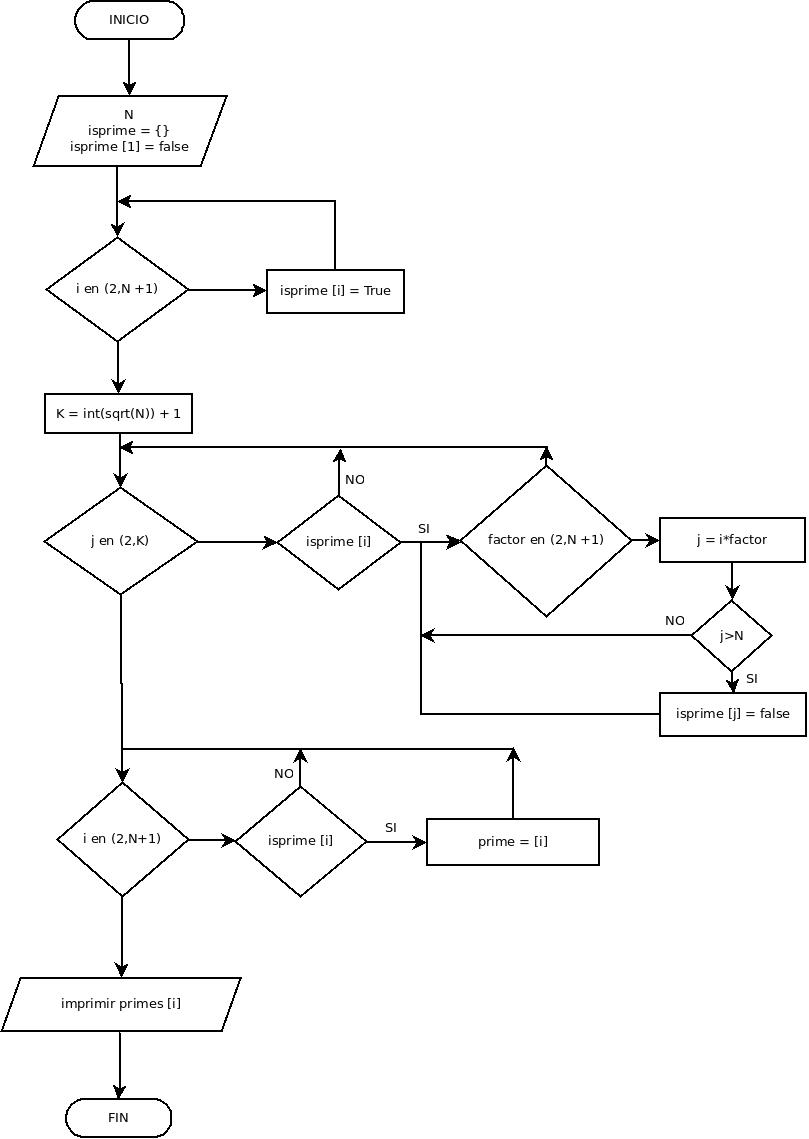 INICIO
N
isprime = {}
isprime [1] = false
i en (2,N +1)
isprime [i] = True
K = int(sqrt(N)) + 1
j en (2,K)
NO
isprime [i]
SI
factor en (2,N +1)
j = i*factor
NO
j>N
SI
isprime [j] = false
i en (2,N+1)
NO
isprime [i]
SI
prime = [i]
imprimir primes [i]
FIN